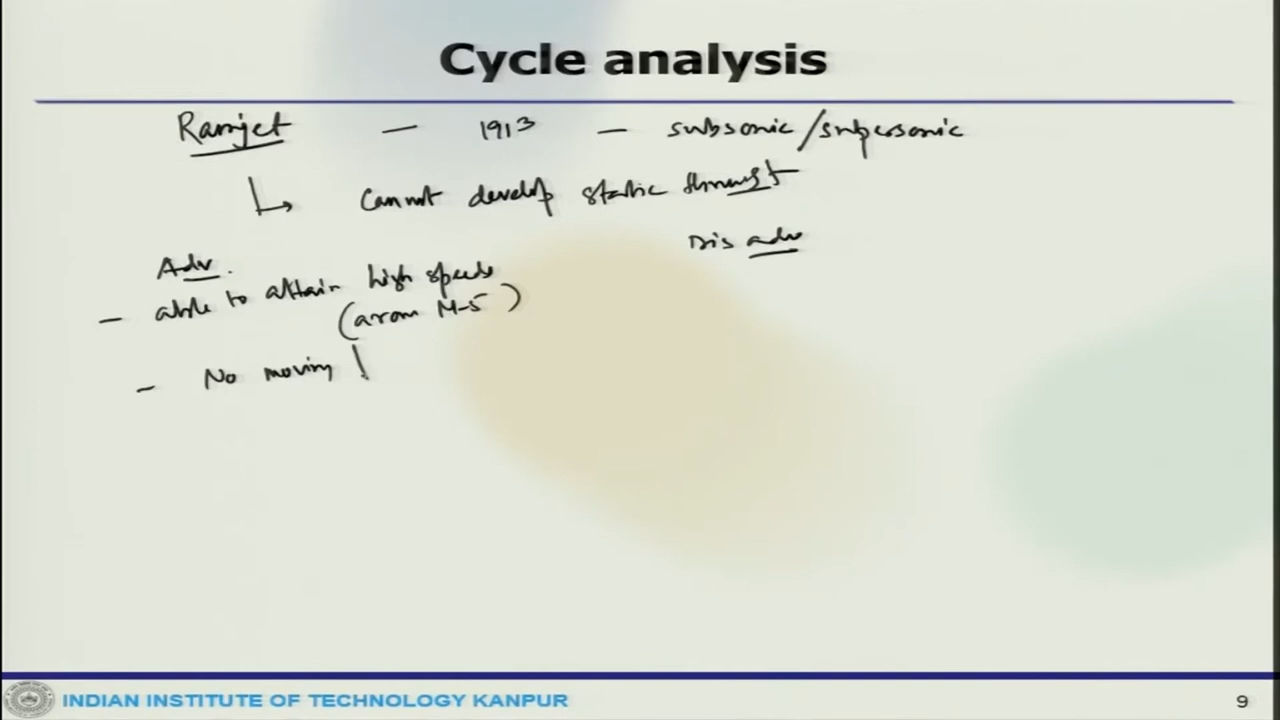 Cycle analysis
Ramjet — 1913 — subsonic/supersonic
↳ Cannot develop static thrust
Adv.
Dis adv
— able to attain high speeds
(aroun M-5)
— No moving
INDIAN INSTITUTE OF TECHNOLOGY KANPUR
9